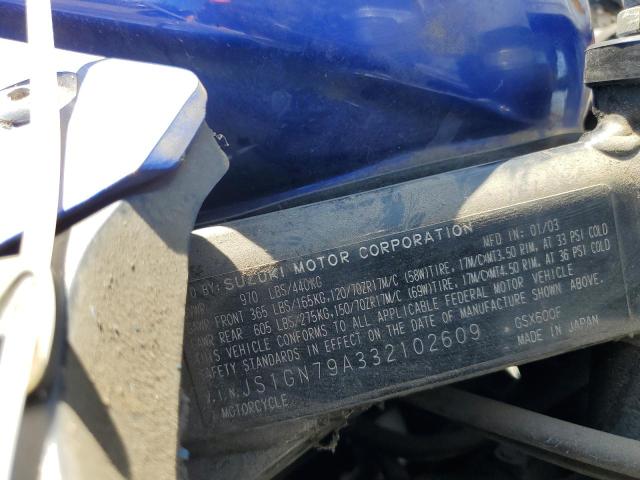 D BY: SUZUKI MOTOR CORPORATION MFD IN: 01/03
970 LBS/440KG
FRONT 365 LBS/165KG,120/70ZR17M/C (58W)TIRE, 17M/CxMT3.50 RIM. AT 33 PSI COLD
REAR 605 LBS/275KG,150/70ZR17M/C (69W)TIRE, 17M/CxMT4.50 RIM. AT 36 PSI COLD
VEHICLE CONFORMS TO ALL APPLICABLE FEDERAL MOTOR VEHICLE
SAFETY STANDARDS IN EFFECT ON THE DATE OF MANUFACTURE SHOWN ABOVE.
V.I.N. JS1GN79A332102609 GSX600F
MOTORCYCLE MADE IN JAPAN